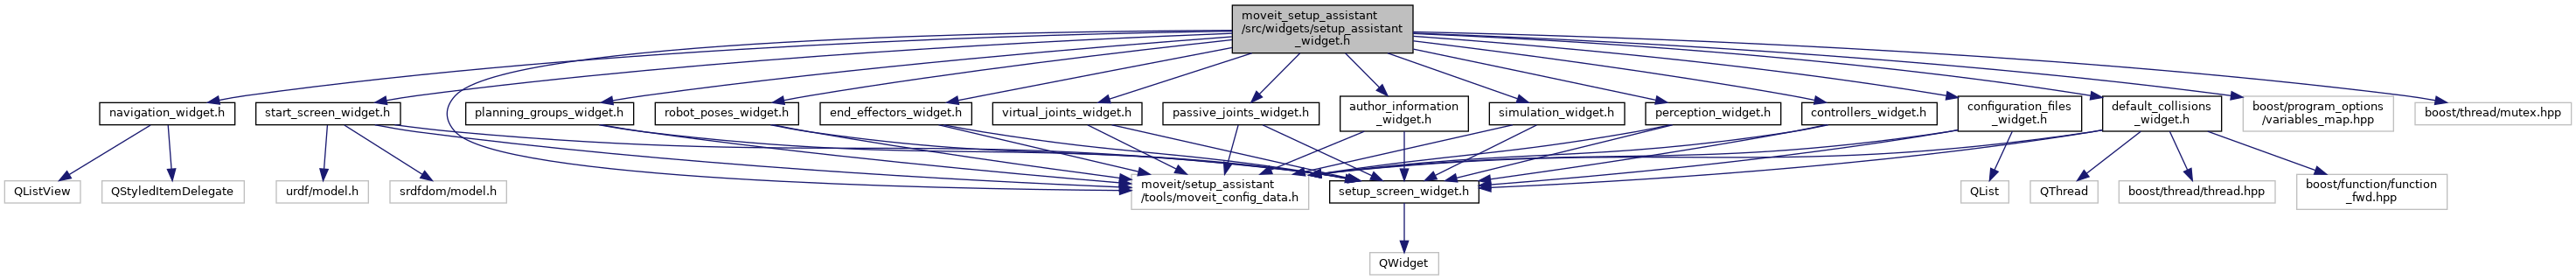 moveit_setup_assistant
/src/widgets/setup_assistant
_widget.h
navigation_widget.h
start_screen_widget.h
planning_groups_widget.h
robot_poses_widget.h
end_effectors_widget.h
virtual_joints_widget.h
passive_joints_widget.h
author_information
_widget.h
simulation_widget.h
perception_widget.h
controllers_widget.h
configuration_files
_widget.h
default_collisions
_widget.h
boost/program_options
/variables_map.hpp
boost/thread/mutex.hpp
QListView
QStyledItemDelegate
urdf/model.h
srdfdom/model.h
moveit/setup_assistant
/tools/moveit_config_data.h
setup_screen_widget.h
QList
QThread
boost/thread/thread.hpp
boost/function/function
_fwd.hpp
QWidget